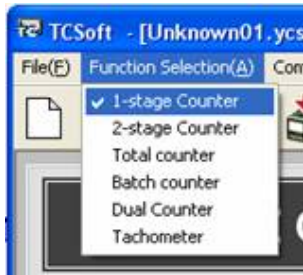 TCSoft - [Unknown01.ycs
File(F) Function Selection(A) Con
1-stage Counter
2-stage Counter
Total counter
Batch counter
Dual Counter
Tachometer